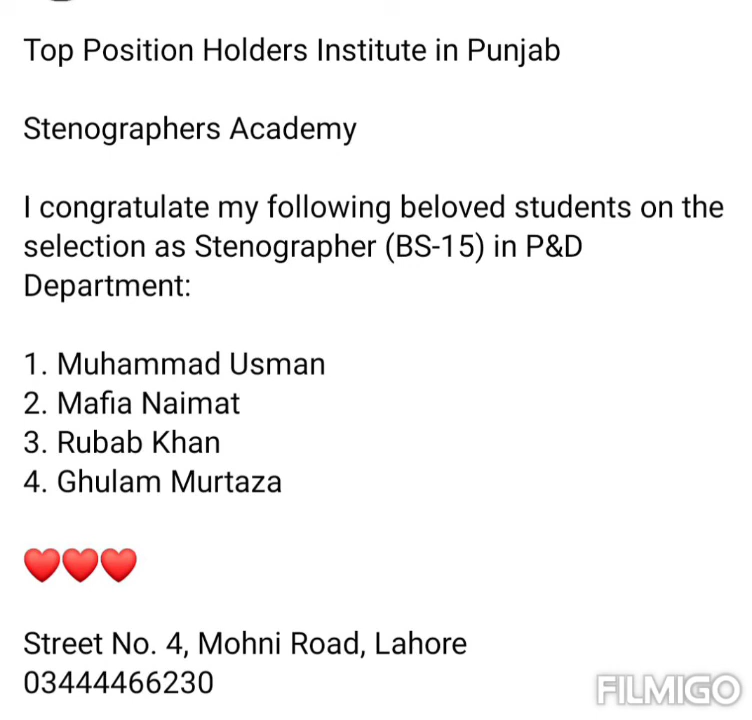 Top Position Holders Institute in Punjab
Stenographers Academy
I congratulate my following beloved students on the
selection as Stenographer (BS-15) in P&D
Department:
1. Muhammad Usman
2. Mafia Naimat
3. Rubab Khan
4. Ghulam Murtaza
❤❤❤
Street No. 4, Mohni Road, Lahore
03444466230
FILMIGO